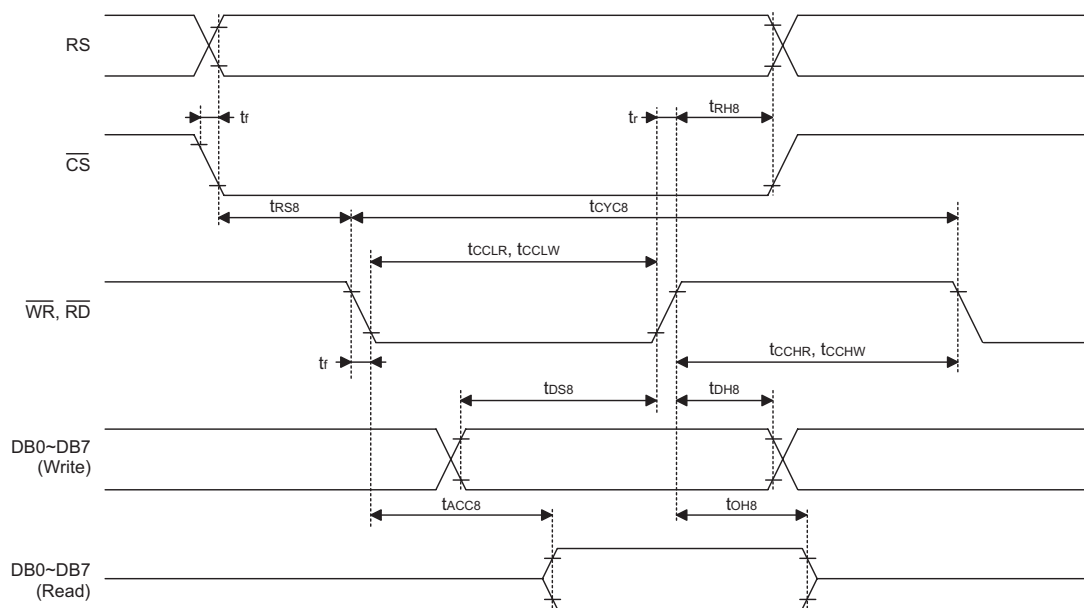 RS
tf
tr
tRH8
CS
tRS8
tCYC8
tCCLR, tCCLW
WR, RD
tf
tCCHR, tCCHW
tDS8
tDH8
DB0~DB7
(Write)
tACC8
tOH8
DB0~DB7
(Read)